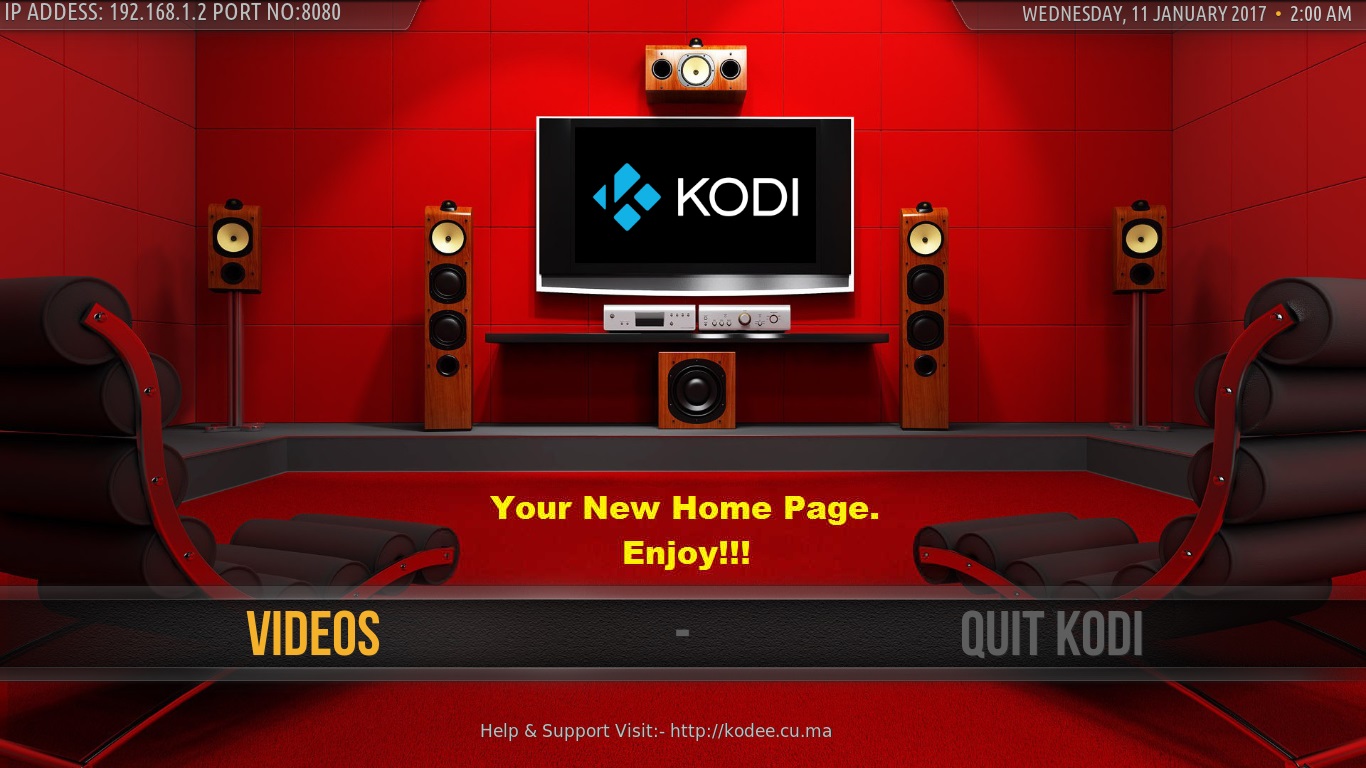 IP ADDESS: 192.168.1.2 PORT NO:8080
WEDNESDAY, 11 JANUARY 2017 • 2:00 AM
KODI
Your New Home Page.
Enjoy!!!
VIDEOS - QUIT KODI
Help & Support Visit:- http://kodee.cu.ma